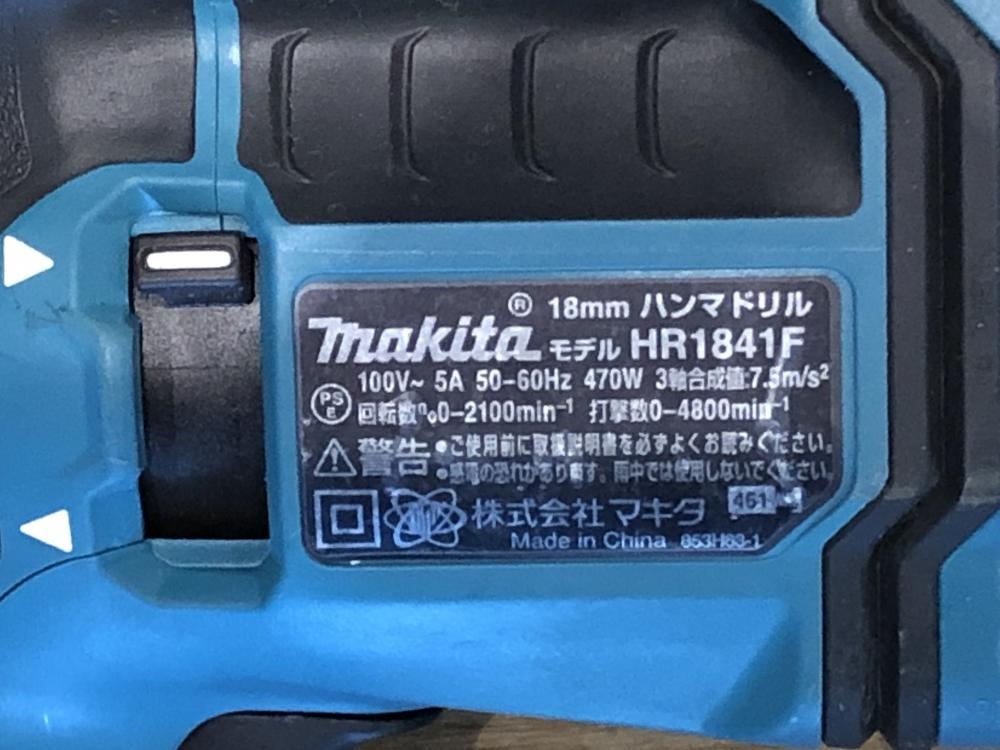 ® 18mm ハンマドリル
makita モデル HR1841F
100V~ 5A 50-60Hz 470W 3軸合成値:7.5m/s²
PS E 回転数n₀0-2100min⁻¹ 打撃数0-4800min⁻¹
警告 •ご使用前に取扱説明書を必ずよくお読みください。
•感電の恐れがあります。雨中では使用しないでください。
株式会社 マキタ 461
Made in China 853H63-1